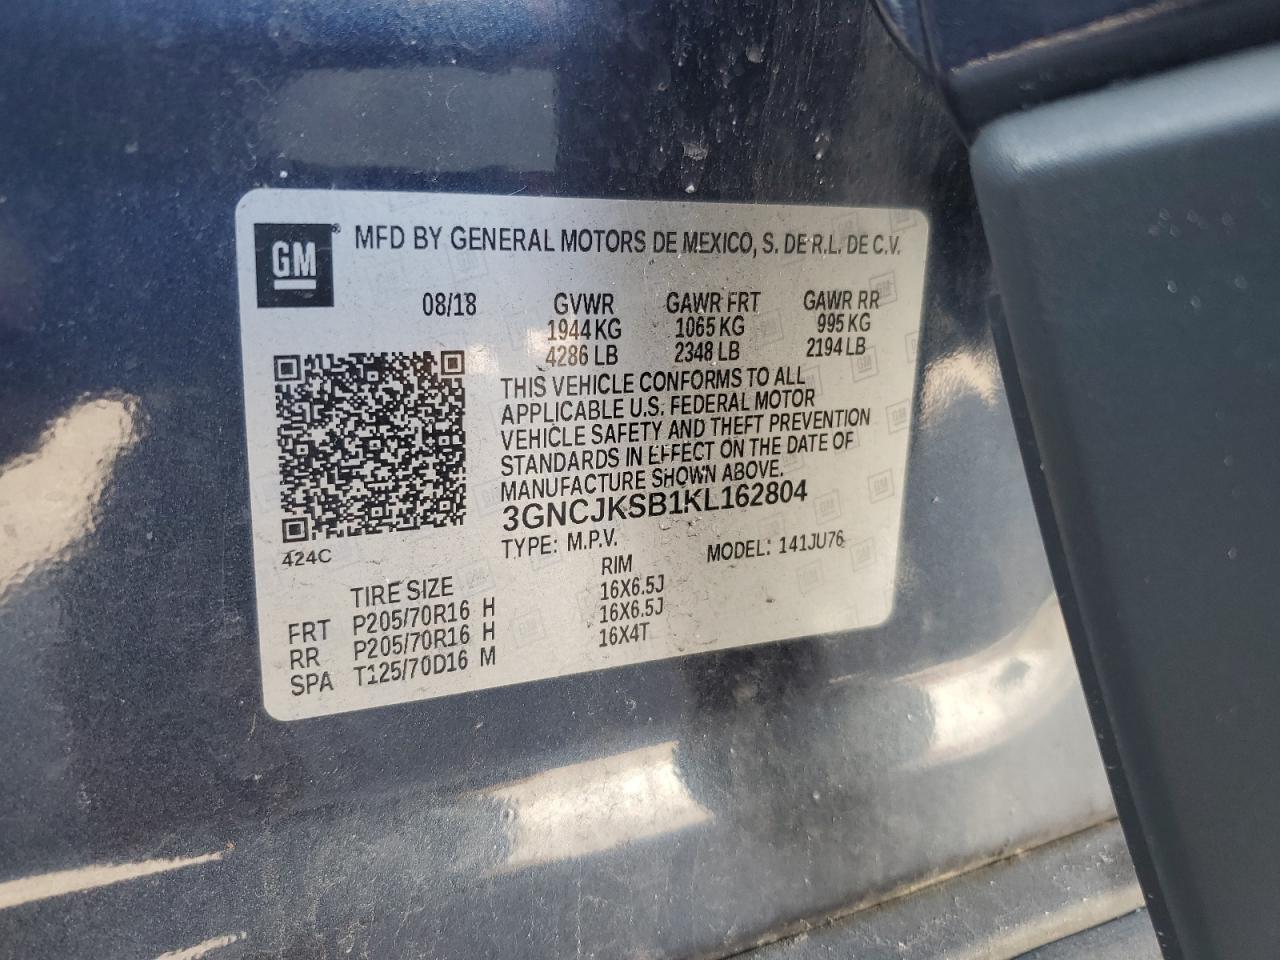 GM ® MFD BY GENERAL MOTORS DE MEXICO, S. DE R.L. DE C.V.
08/18 GVWR GAWR FRT GAWR RR
1944 KG 1065 KG 995 KG
4286 LB 2348 LB 2194 LB
THIS VEHICLE CONFORMS TO ALL
APPLICABLE U.S. FEDERAL MOTOR
VEHICLE SAFETY AND THEFT PREVENTION
STANDARDS IN EFFECT ON THE DATE OF
MANUFACTURE SHOWN ABOVE.
3GNCJKSB1KL162804
424C
TYPE: M.P.V. MODEL: 141JU76
TIRE SIZE RIM
FRT P205/70R16 H 16X6.5J
RR P205/70R16 H 16X6.5J
SPA T125/70D16 M 16X4T